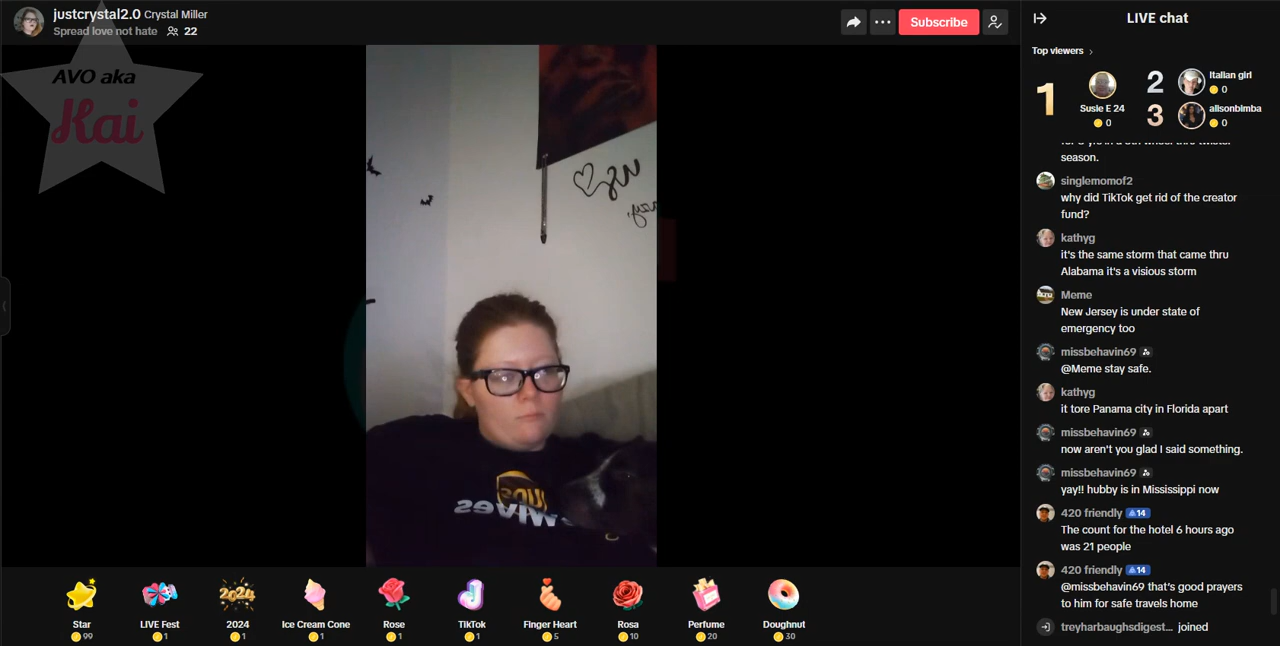 justcrystal2.0 Crystal Miller
Spread love not hate 22
Subscribe
AVO aka
Kai
us
ups
wives
Star
99
LIVE Fest
1
2024
1
Ice Cream Cone
1
Rose
1
TikTok
1
Finger Heart
5
Rosa
10
Perfume
20
Doughnut
30
LIVE chat
Top viewers
1
Susie E 24
0
2
Italian girl
0
3
alisonbimba
0
season.
singlemomof2
why did TikTok get rid of the creator
fund?
kathyg
it's the same storm that came thru
Alabama it's a visious storm
Meme
New Jersey is under state of
emergency too
missbehavin69
@Meme stay safe.
kathyg
it tore Panama city in Florida apart
missbehavin69
now aren't you glad I said something.
missbehavin69
yay!! hubby is in Mississippi now
420 friendly 14
The count for the hotel 6 hours ago
was 21 people
420 friendly 14
@missbehavin69 that's good prayers
to him for safe travels home
treyharbaughsdigest... joined